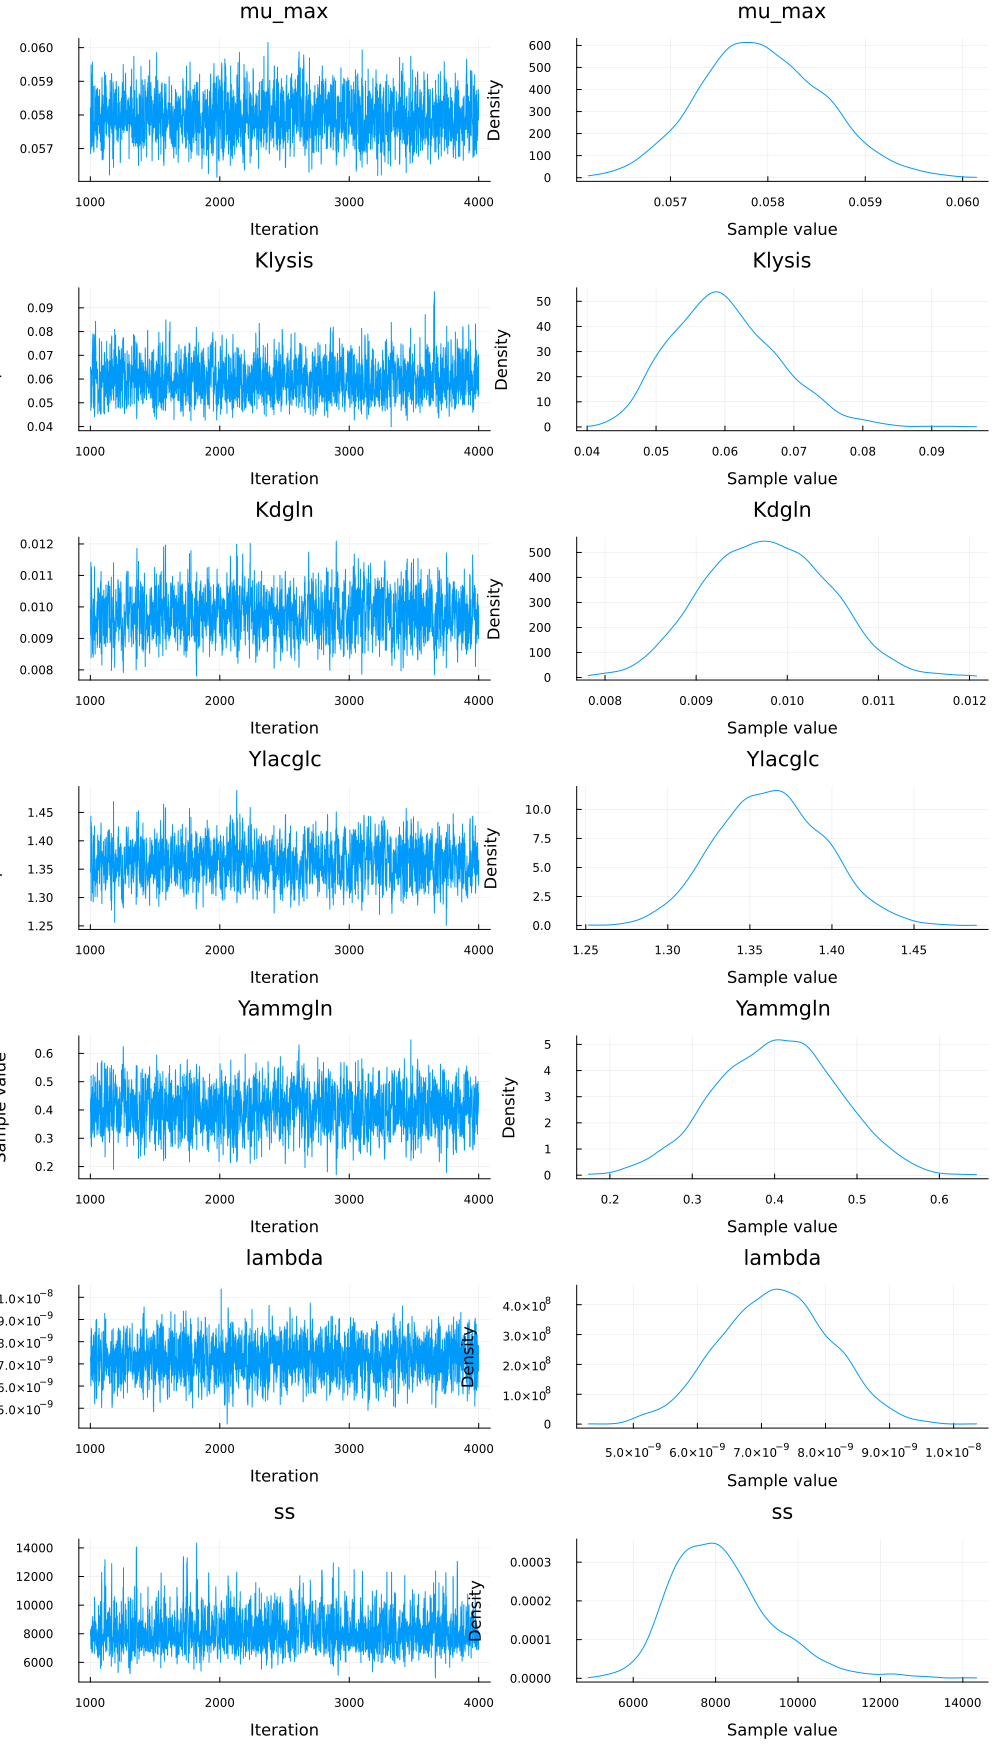 mu_max mu_max
0.060
0.059
0.058
0.057
1000 2000 3000 4000
Iteration
Density
600
500
400
300
200
100
0
0.057 0.058 0.059 0.060
Sample value
Klysis Klysis
0.09
0.08
0.07
0.06
0.05
0.04
1000 2000 3000 4000
Iteration
Density
50
40
30
20
10
0
0.04 0.05 0.06 0.07 0.08 0.09
Sample value
Kdgln Kdgln
0.012
0.011
0.010
0.009
0.008
1000 2000 3000 4000
Iteration
Density
500
400
300
200
100
0
0.008 0.009 0.010 0.011 0.012
Sample value
Ylacglc Ylacglc
1.45
1.40
1.35
1.30
1.25
1000 2000 3000 4000
Iteration
Density
10.0
7.5
5.0
2.5
0.0
1.25 1.30 1.35 1.40 1.45
Sample value
Yammgln Yammgln
Sample value
0.6
0.5
0.4
0.3
0.2
1000 2000 3000 4000
Iteration
Density
5
4
3
2
1
0
0.2 0.3 0.4 0.5 0.6
Sample value
lambda lambda
1.0×10⁻⁸
9.0×10⁻⁹
8.0×10⁻⁹
7.0×10⁻⁹
6.0×10⁻⁹
5.0×10⁻⁹
1000 2000 3000 4000
Iteration
Density
4.0×10⁸
3.0×10⁸
2.0×10⁸
1.0×10⁸
0
5.0×10⁻⁹ 6.0×10⁻⁹ 7.0×10⁻⁹ 8.0×10⁻⁹ 9.0×10⁻⁹ 1.0×10⁻⁸
Sample value
ss ss
14000
12000
10000
8000
6000
1000 2000 3000 4000
Iteration
Density
0.0003
0.0002
0.0001
0.0000
6000 8000 10000 12000 14000
Sample value